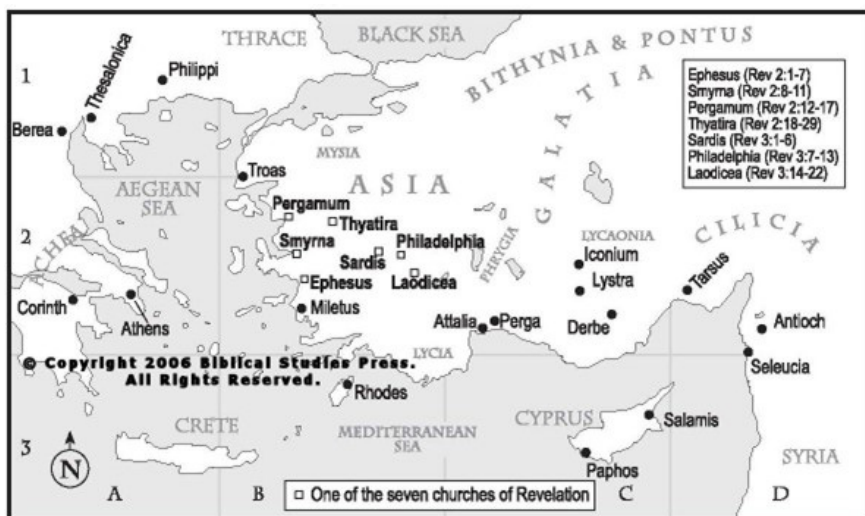 THRACE
BLACK SEA
BITHYNIA & PONTUS
1
Philippi
Thesalonica
Berea
GALATIA
Ephesus (Rev 2:1-7)
Smyrna (Rev 2:8-11)
Pergamum (Rev 2:12-17)
Thyatira (Rev 2:18-29)
Sardis (Rev 3:1-6)
Philadelphia (Rev 3:7-13)
Laodicea (Rev 3:14-22)
MYSIA
Troas
ASIA
AEGEAN
SEA
Pergamum
Thyatira
2
ACHEA
Smyrna
Sardis
Philadelphia
PHRYGIA
LYCAONIA
CILICIA
Iconium
Ephesus
Laodicea
Lystra
Tarsus
Corinth
Athens
Miletus
Attalia
Perga
Derbe
Antioch
Seleucia
© Copyright 2006 Biblical Studies Press.
All Rights Reserved.
LYCIA
Rhodes
CRETE
MEDITERRANEAN
SEA
CYPRUS
Salamis
3
N
Paphos
SYRIA
A
B
C
D
One of the seven churches of Revelation